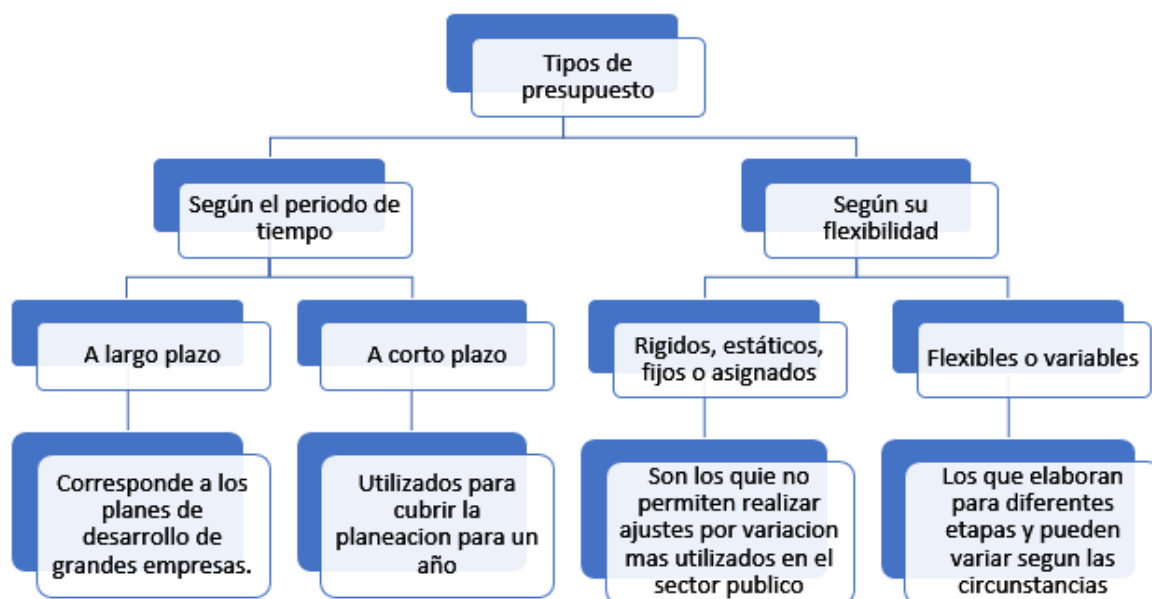 Tipos de
presupuesto
Según el periodo de
tiempo
Según su
flexibilidad
A largo plazo
A corto plazo
Rigidos, estáticos,
fijos o asignados
Flexibles o variables
Corresponde a los
planes de
desarrollo de
grandes empresas.
Utilizados para
cubrir la
planeacion para un
año
Son los quie no
permiten realizar
ajustes por variacion
mas utilizados en el
sector publico
Los que elaboran
para diferentes
etapas y pueden
variar segun las
circunstancias